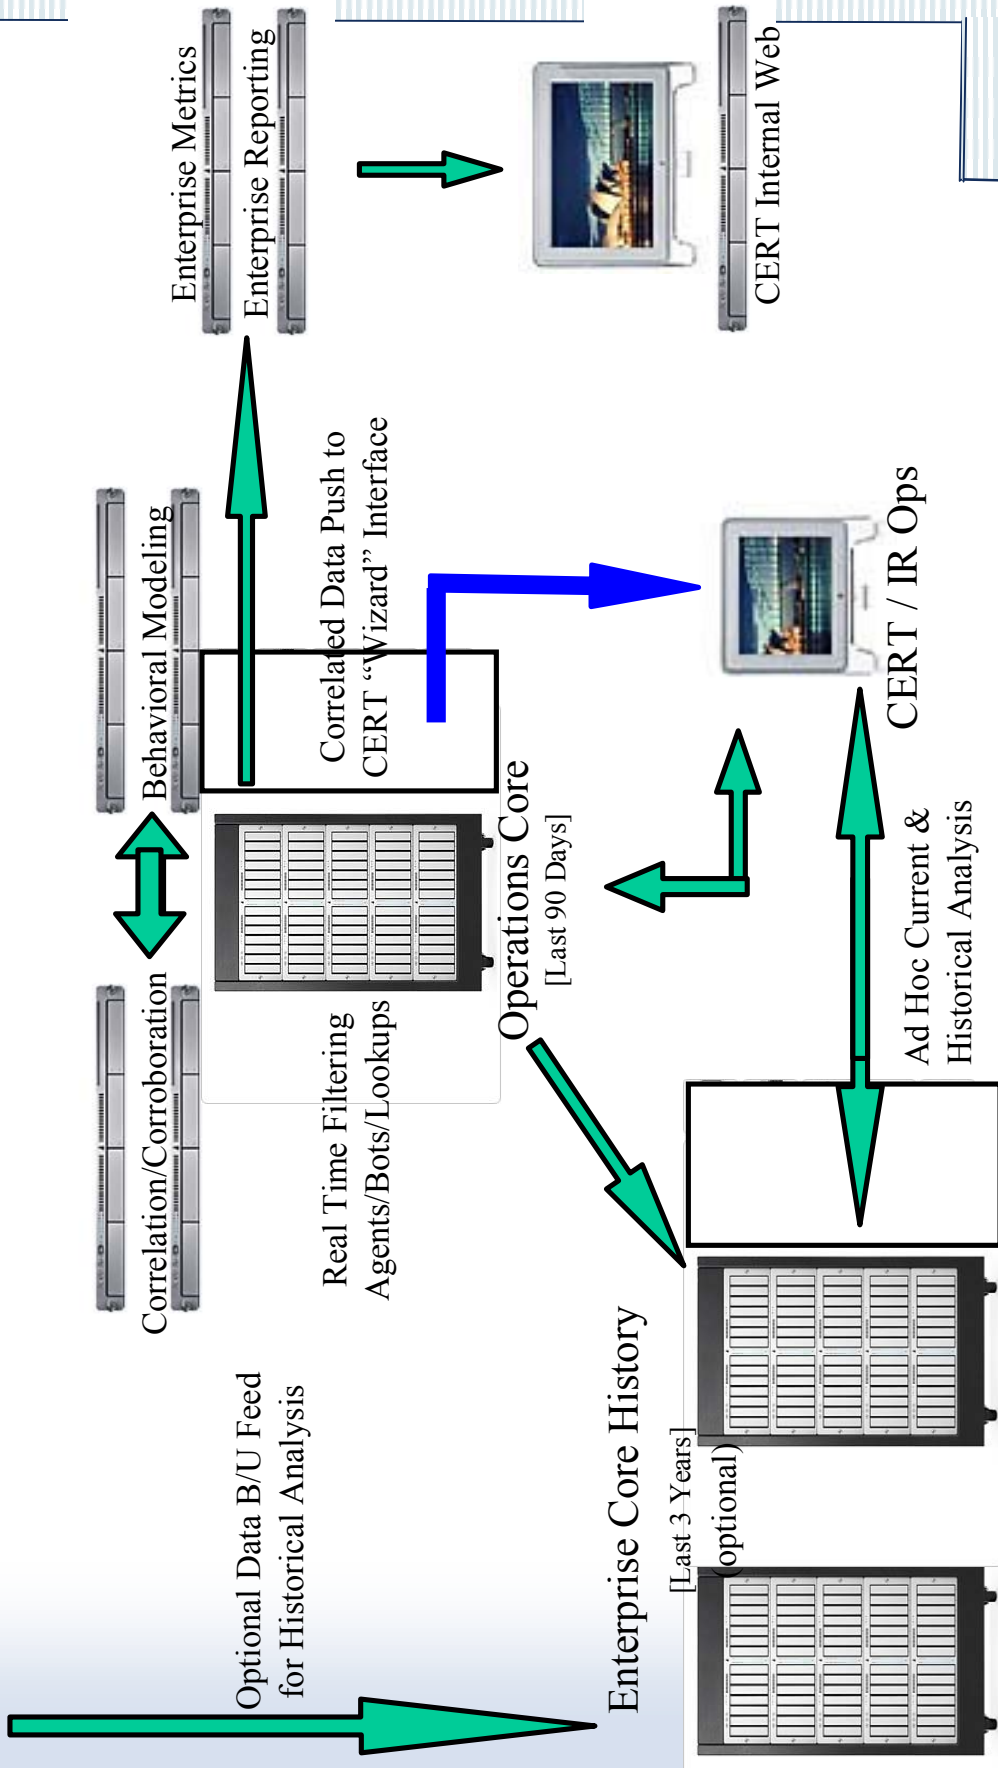 Enterprise Metrics
Enterprise Reporting
CERT Internal Web
Behavioral Modeling
Correlated Data Push to
CERT “Wizard” Interface
CERT / IR Ops
Correlation/Corroboration
Real Time Filtering
Agents/Bots/Lookups
Operations Core
[Last 90 Days]
Ad Hoc Current &
Historical Analysis
Optional Data B/U Feed
for Historical Analysis
Enterprise Core History
[Last 3 Years]
(optional)